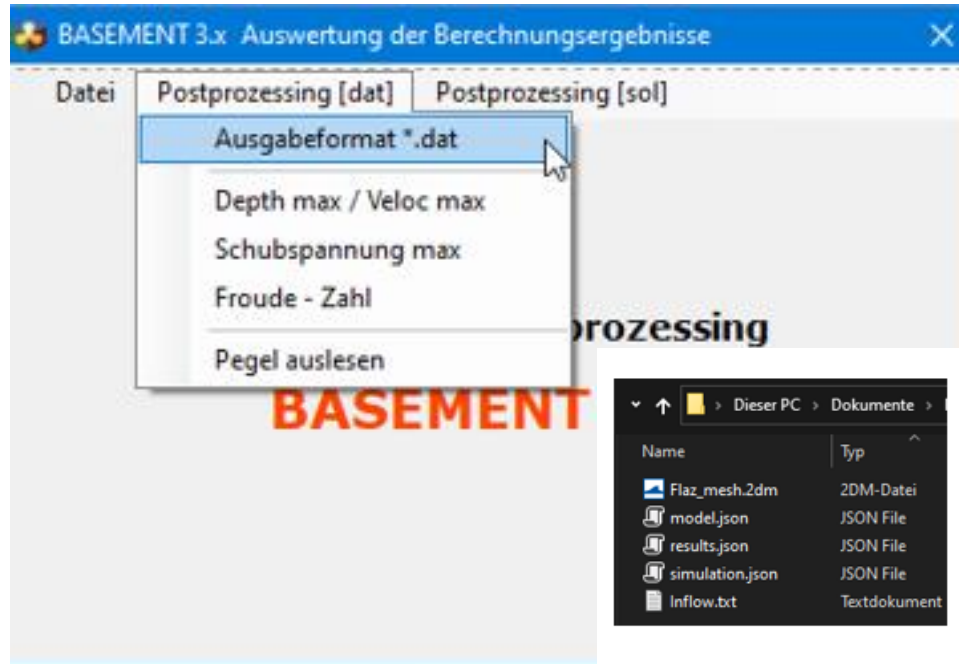 BASEMENT 3.x Auswertung der Berechnungsergebnisse
Datei Postprozessing [dat] Postprozessing [sol]
Ausgabeformat *.dat
Depth max / Veloc max
Schubspannung max
Froude - Zahl
Pegel auslesen
prozessing
BASEMENT
Dieser PC > Dokumente >
Name Typ
Flaz_mesh.2dm 2DM-Datei
model.json JSON File
results.json JSON File
simulation.json JSON File
Inflow.txt Textdokument